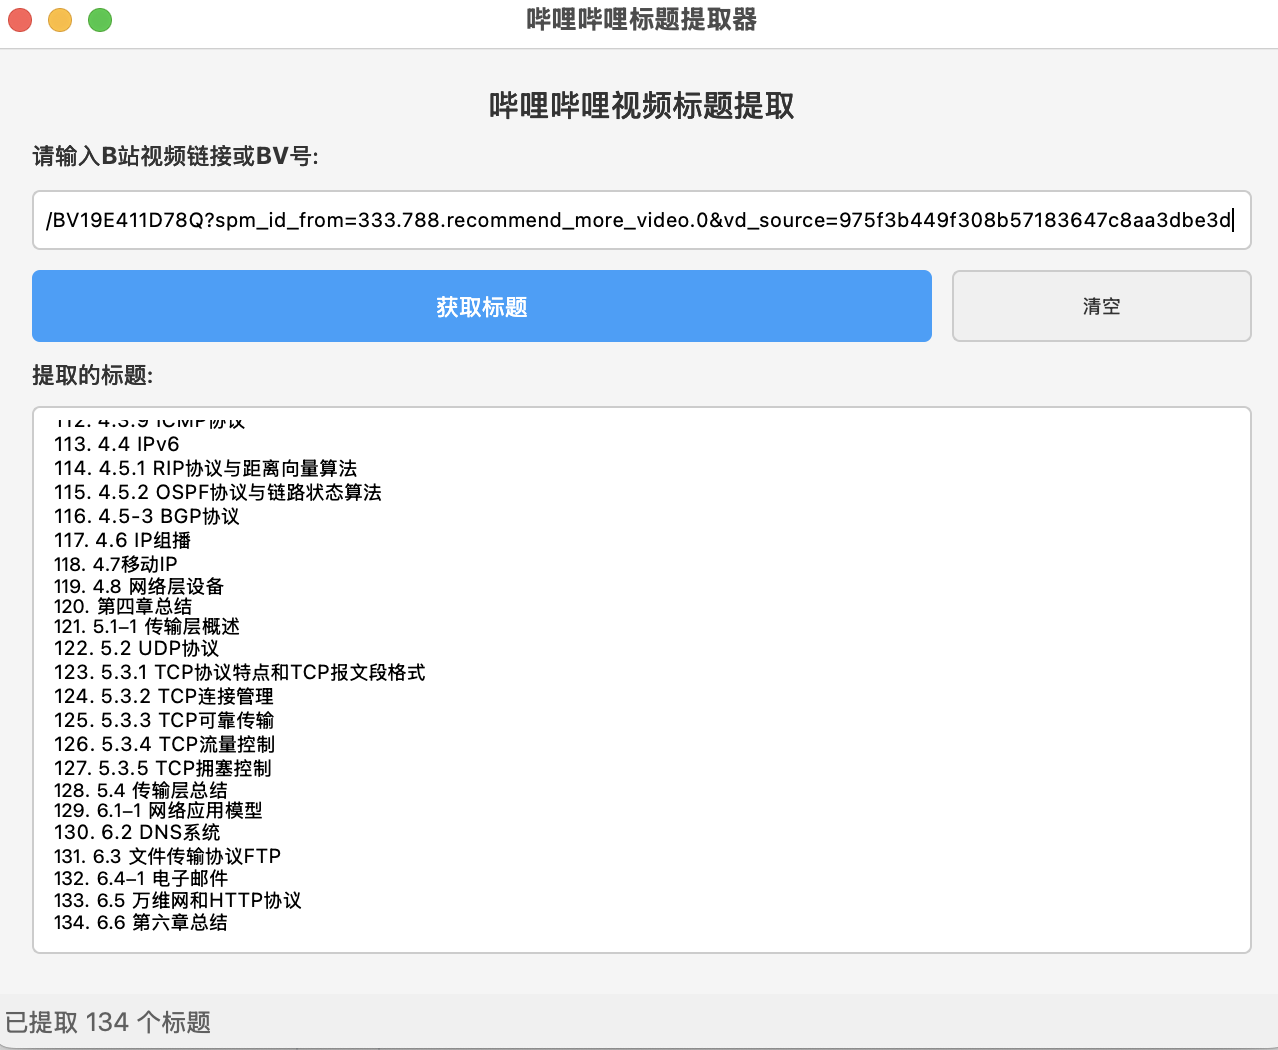 哔哩哔哩标题提取器
哔哩哔哩视频标题提取
请输入B站视频链接或BV号:
/BV19E411D78Q?spm_id_from=333.788.recommend_more_video.0&vd_source=975f3b449f308b57183647c8aa3dbe3d
获取标题
清空
提取的标题:
112. 4.3.9 ICMP协议
113. 4.4 IPv6
114. 4.5.1 RIP协议与距离向量算法
115. 4.5.2 OSPF协议与链路状态算法
116. 4.5-3 BGP协议
117. 4.6 IP组播
118. 4.7移动IP
119. 4.8 网络层设备
120. 第四章总结
121. 5.1–1 传输层概述
122. 5.2 UDP协议
123. 5.3.1 TCP协议特点和TCP报文段格式
124. 5.3.2 TCP连接管理
125. 5.3.3 TCP可靠传输
126. 5.3.4 TCP流量控制
127. 5.3.5 TCP拥塞控制
128. 5.4 传输层总结
129. 6.1–1 网络应用模型
130. 6.2 DNS系统
131. 6.3 文件传输协议FTP
132. 6.4–1 电子邮件
133. 6.5 万维网和HTTP协议
134. 6.6 第六章总结
已提取 134 个标题